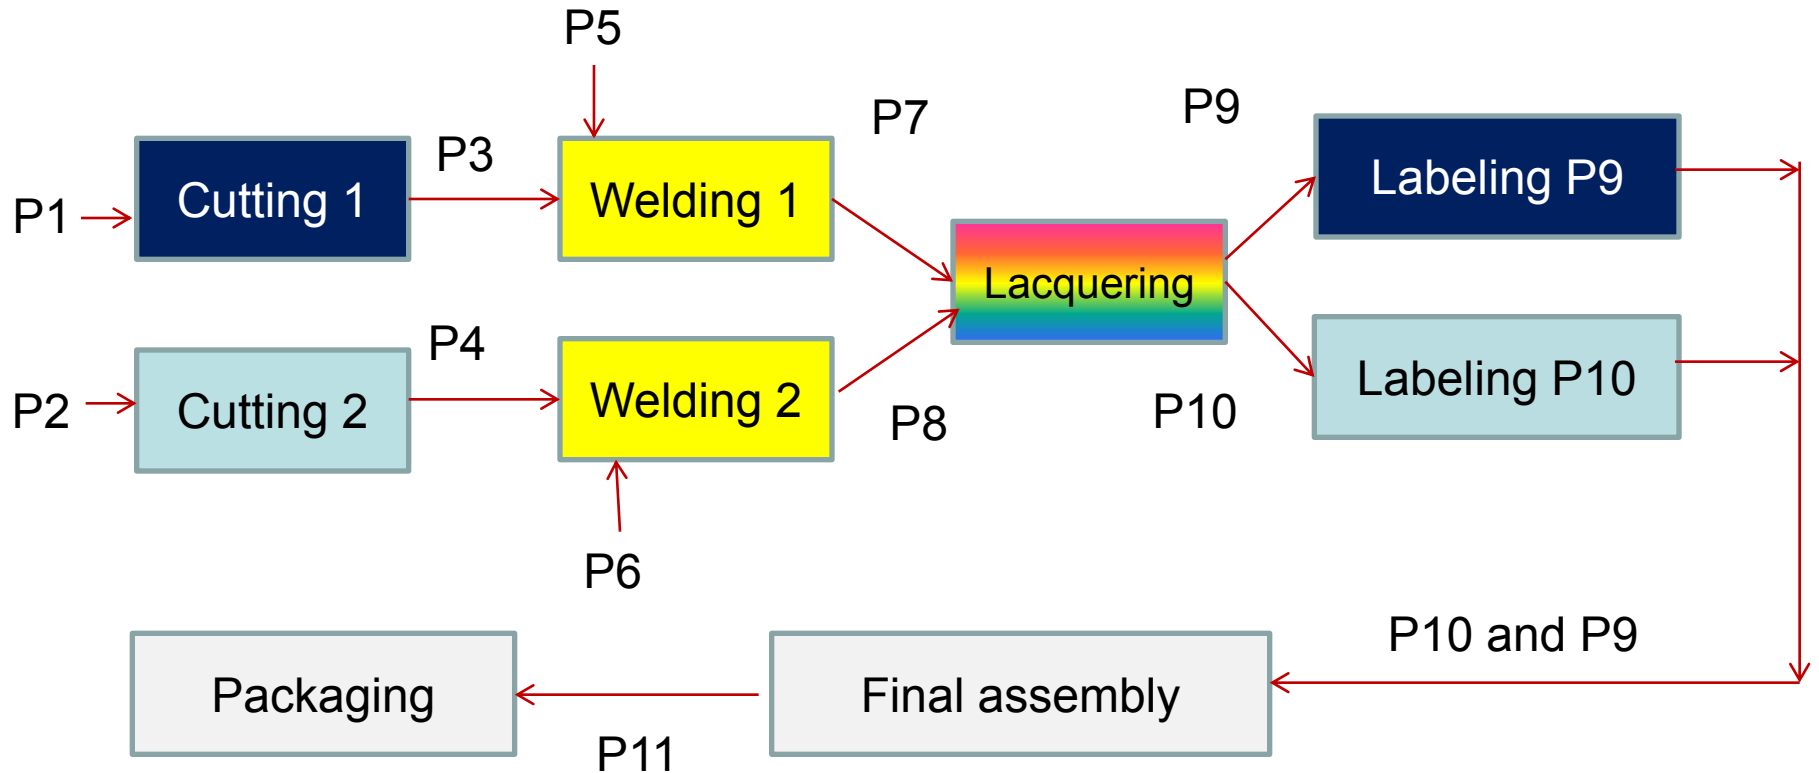 P5
P7
P9
P3
Cutting 1
Welding 1
Labeling P9
P1
Lacquering
P4
P2
Cutting 2
Welding 2
Labeling P10
P8
P10
P6
P10 and P9
Packaging
Final assembly
P11